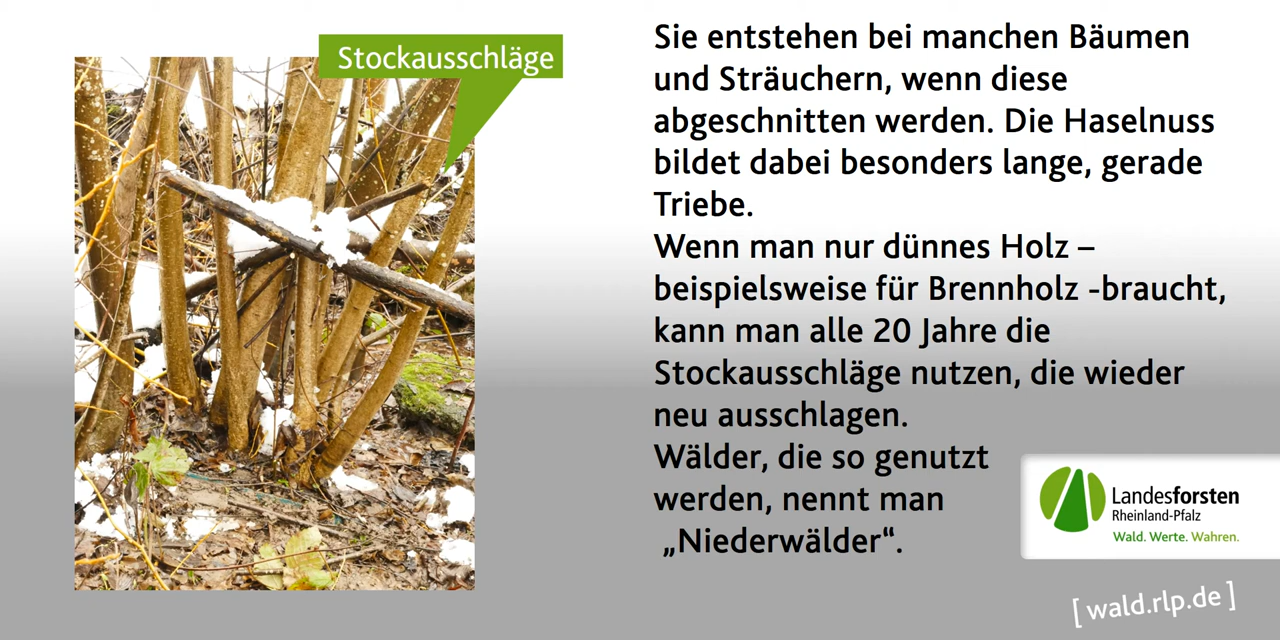 Stockausschläge
Sie entstehen bei manchen Bäumen
und Sträuchern, wenn diese
abgeschnitten werden. Die Haselnuss
bildet dabei besonders lange, gerade
Triebe.
Wenn man nur dünnes Holz –
beispielsweise für Brennholz -braucht,
kann man alle 20 Jahre die
Stockausschläge nutzen, die wieder
neu ausschlagen.
Wälder, die so genutzt
werden, nennt man
„Niederwälder“.
Landesforsten
Rheinland-Pfalz
Wald. Werte. Wahren.
[ wald.rlp.de ]